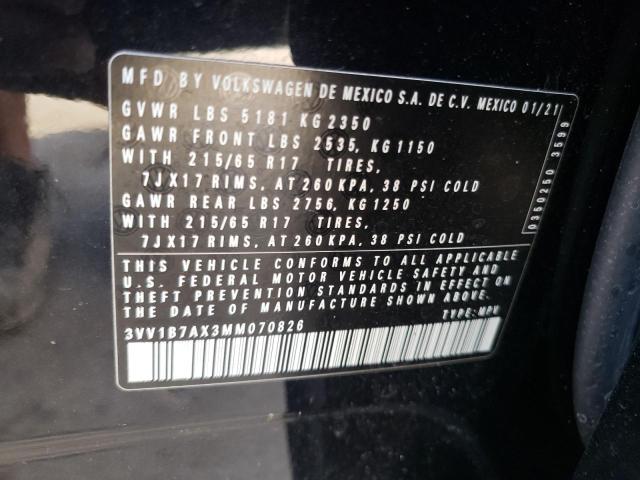 MFD BY VOLKSWAGEN DE MEXICO S.A. DE C.V. MEXICO 01/21
GVWR LBS 5181 KG 2350
GAWR FRONT LBS 2535, KG 1150
WITH 215/65 R17 TIRES,
7JX17 RIMS, AT 260 KPA, 38 PSI COLD
GAWR REAR LBS 2756, KG 1250
WITH 215/65 R17 TIRES,
7JX17 RIMS, AT 260 KPA, 38 PSI COLD
THIS VEHICLE CONFORMS TO ALL APPLICABLE
U.S. FEDERAL MOTOR VEHICLE SAFETY AND
THEFT PREVENTION STANDARDS IN EFFECT ON
THE DATE OF MANUFACTURE SHOWN ABOVE.
TYPE: MPV
3VV1B7AX3MM070826
0350250 3599